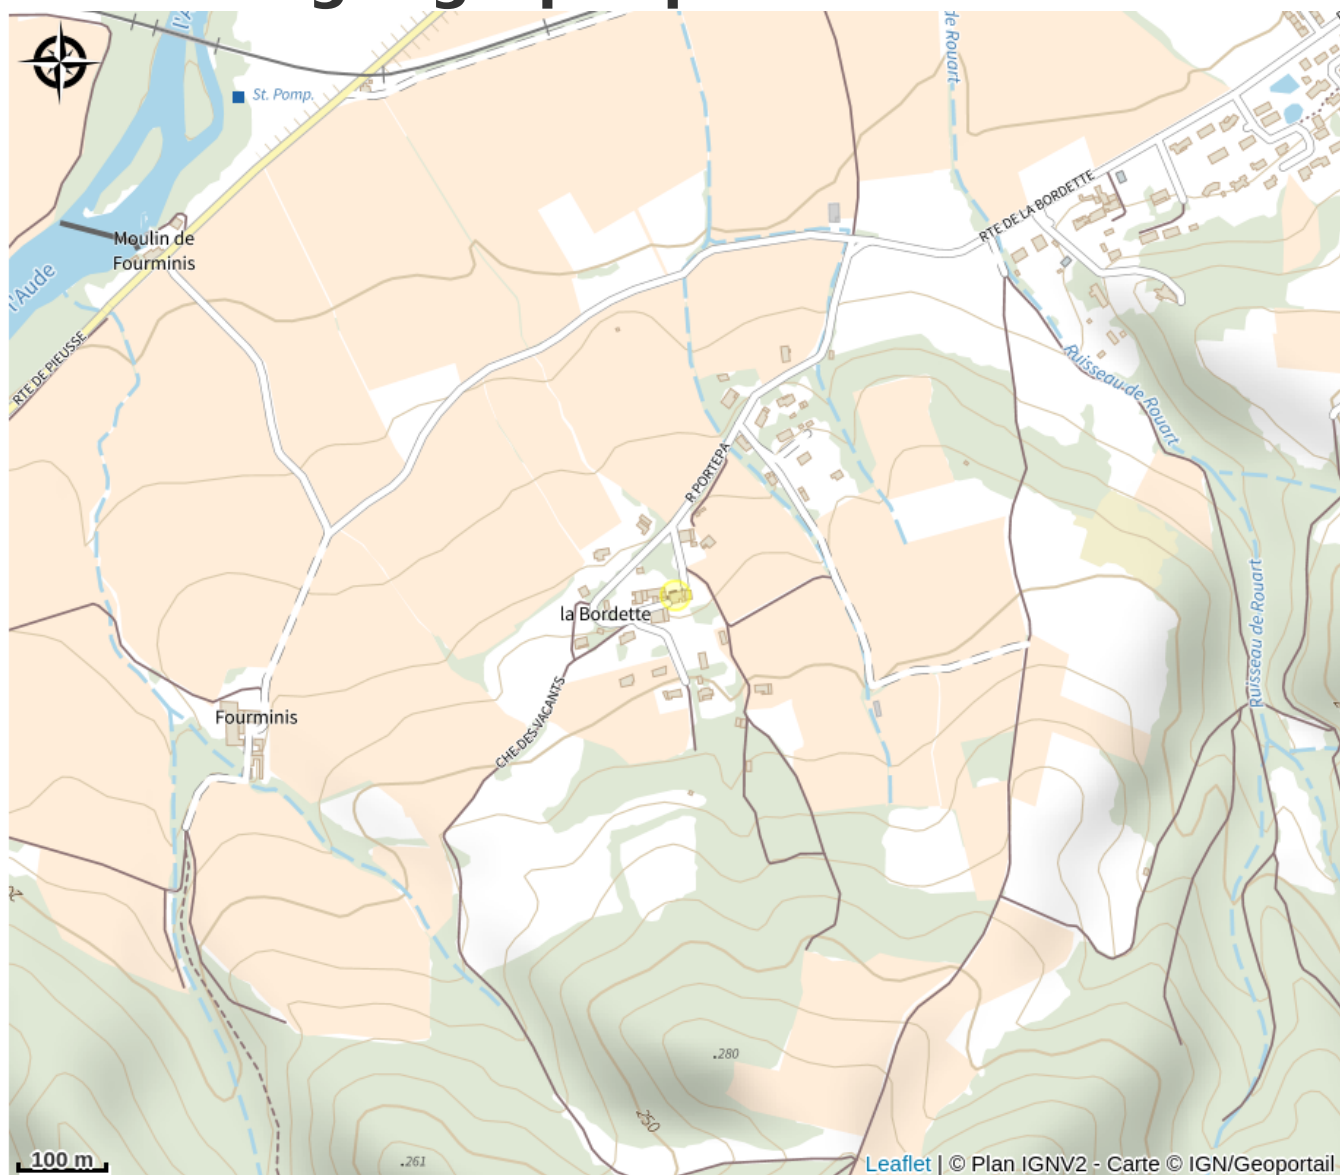 l'A
de Rouart
St. Pomp.
RTE DE LA BORDETTE
Moulin de
Fourminis
l'Aude
RTE DE PIEUSSE
Ruisseau de Rouart
R PORTEPA
Ruisseau de Rouart
la Bordette
CHE DES VACANTS
Fourminis
.280
250
.261
100 m
Leaflet | © Plan IGNV2 - Carte © IGN/Geoportail